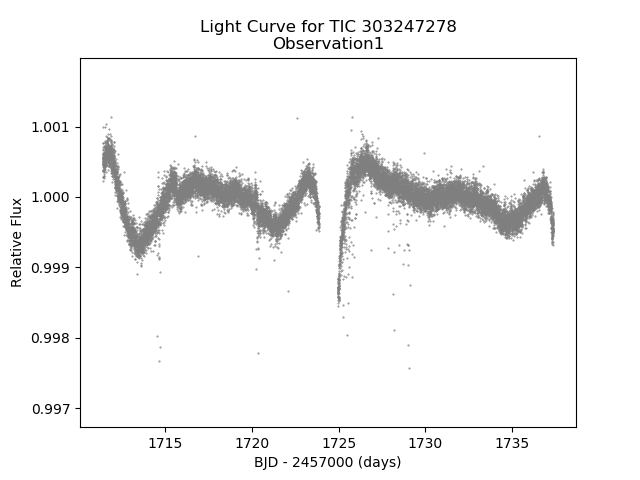 Light Curve for TIC 303247278
Observation1
1.001
1.000
0.999
0.998
0.997
Relative Flux
1715
1720
1725
1730
1735
BJD - 2457000 (days)